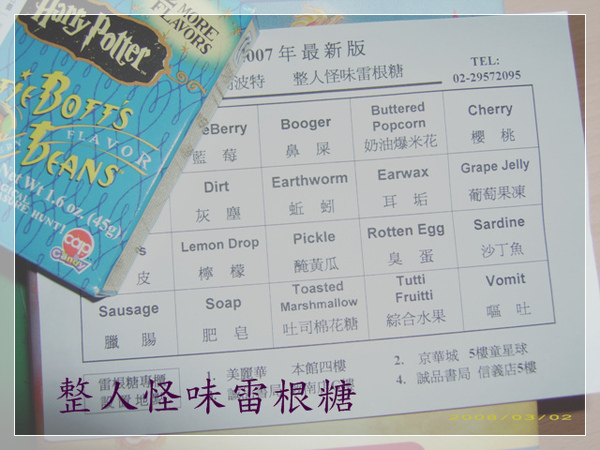 Harry Potter
MORE
FLAVORS
BOTT'S
FLAVOR
BEANS
Net Wt 1.6 oz. (45g)
cap
Candy
2007年最新版
波特 整人怪味雷根糖
TEL:
02-29572095
eBerry Booger Buttered Popcorn Cherry
藍莓 鼻屎 奶油爆米花 櫻桃
Dirt Earthworm Earwax Grape Jelly
灰塵 蚯蚓 耳垢 葡萄果凍
s Lemon Drop Pickle Rotten Egg Sardine
皮 檸檬 醃黃瓜 臭蛋 沙丁魚
Sausage Soap Toasted Marshmallow Tutti Fruitti Vomit
臘腸 肥皂 吐司棉花糖 綜合水果 嘔吐
雷根糖專櫃 1. 美麗華 本館四樓 2. 京華城 5樓童星球
4. 誠品書局 信義店5樓
整人怪味雷根糖
2008/03/02